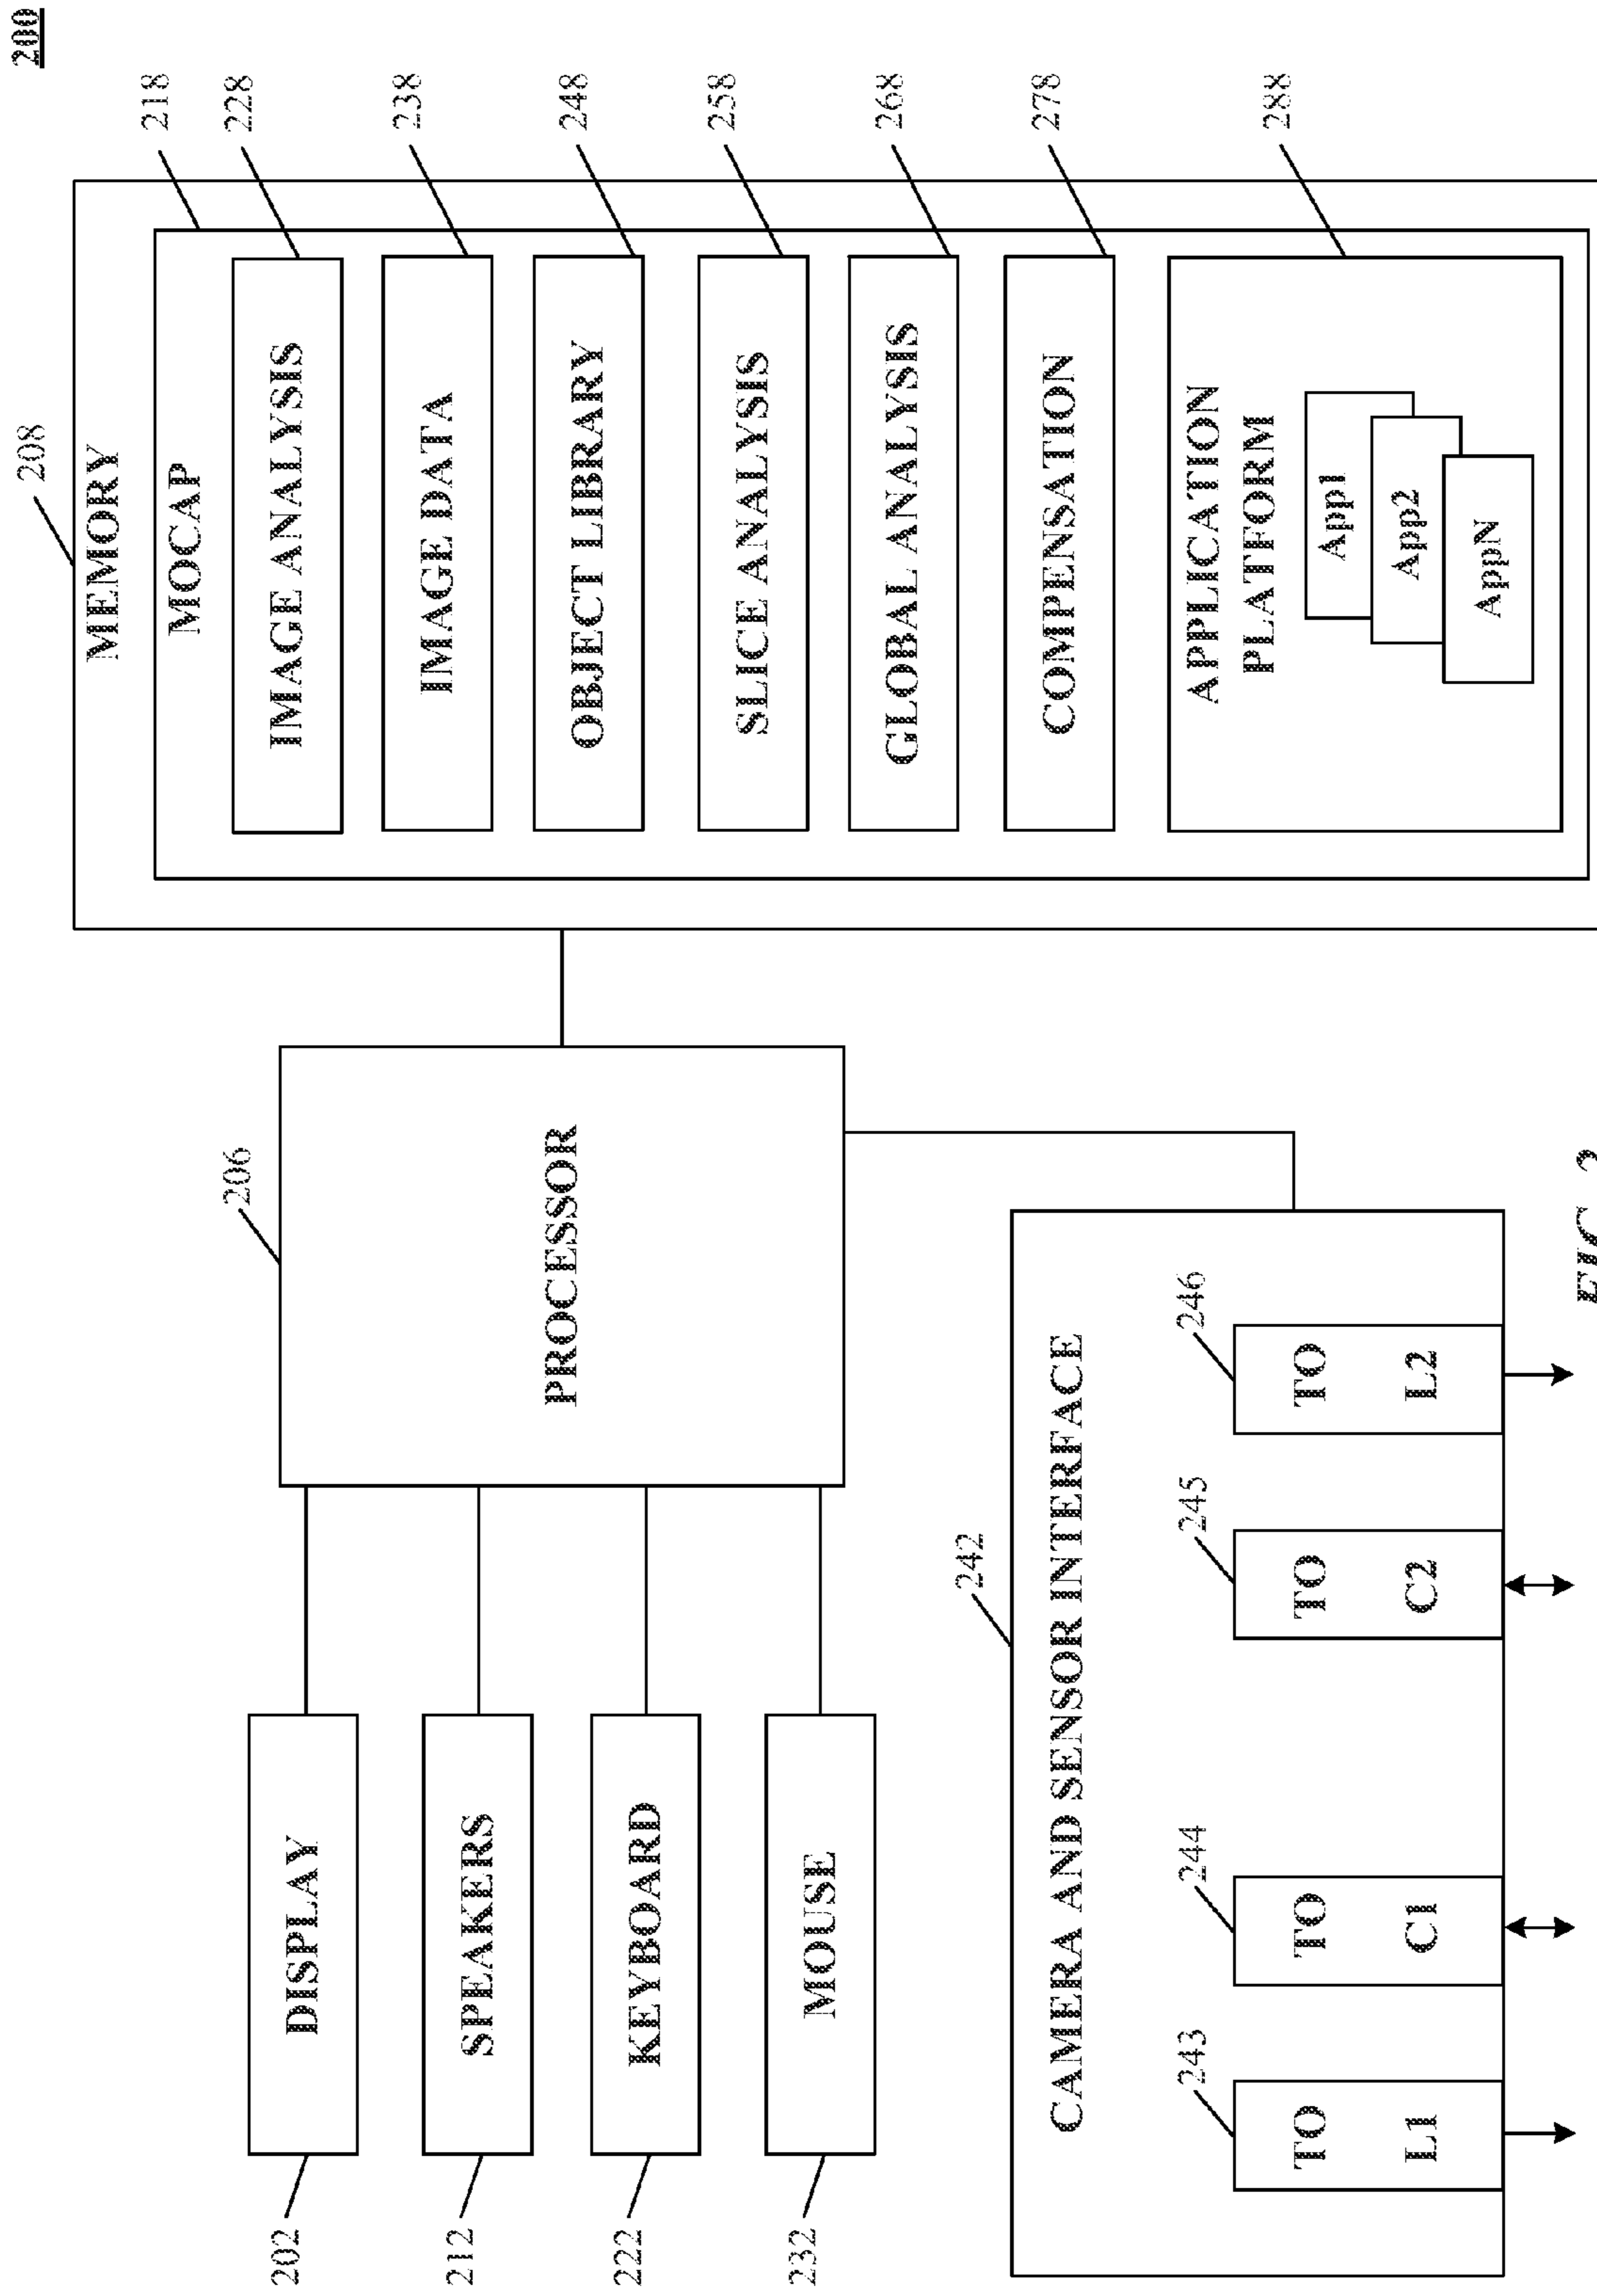 200
208
MEMORY
218
MOCAP
228
IMAGE ANALYSIS
238
IMAGE DATA
248
OBJECT LIBRARY
258
SLICE ANALYSIS
268
GLOBAL ANALYSIS
278
COMPENSATION
288
APPLICATION
PLATFORM
App1
App2
AppN
206
PROCESSOR
202
DISPLAY
212
SPEAKERS
222
KEYBOARD
232
MOUSE
242
CAMERA AND SENSOR INTERFACE
243
TO
L1
244
TO
C1
245
TO
C2
246
TO
L2
FIG.